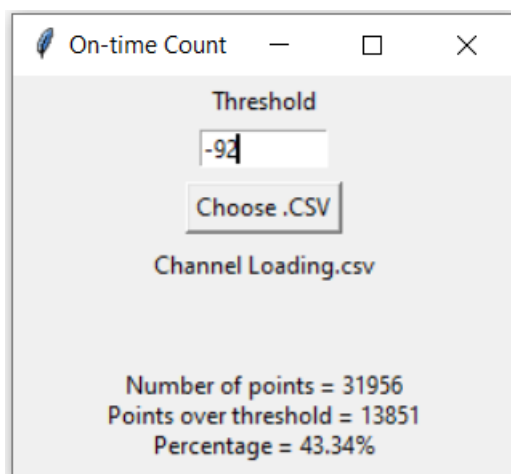 On-time Count
Threshold
-92
Choose .CSV
Channel Loading.csv
Number of points = 31956
Points over threshold = 13851
Percentage = 43.34%